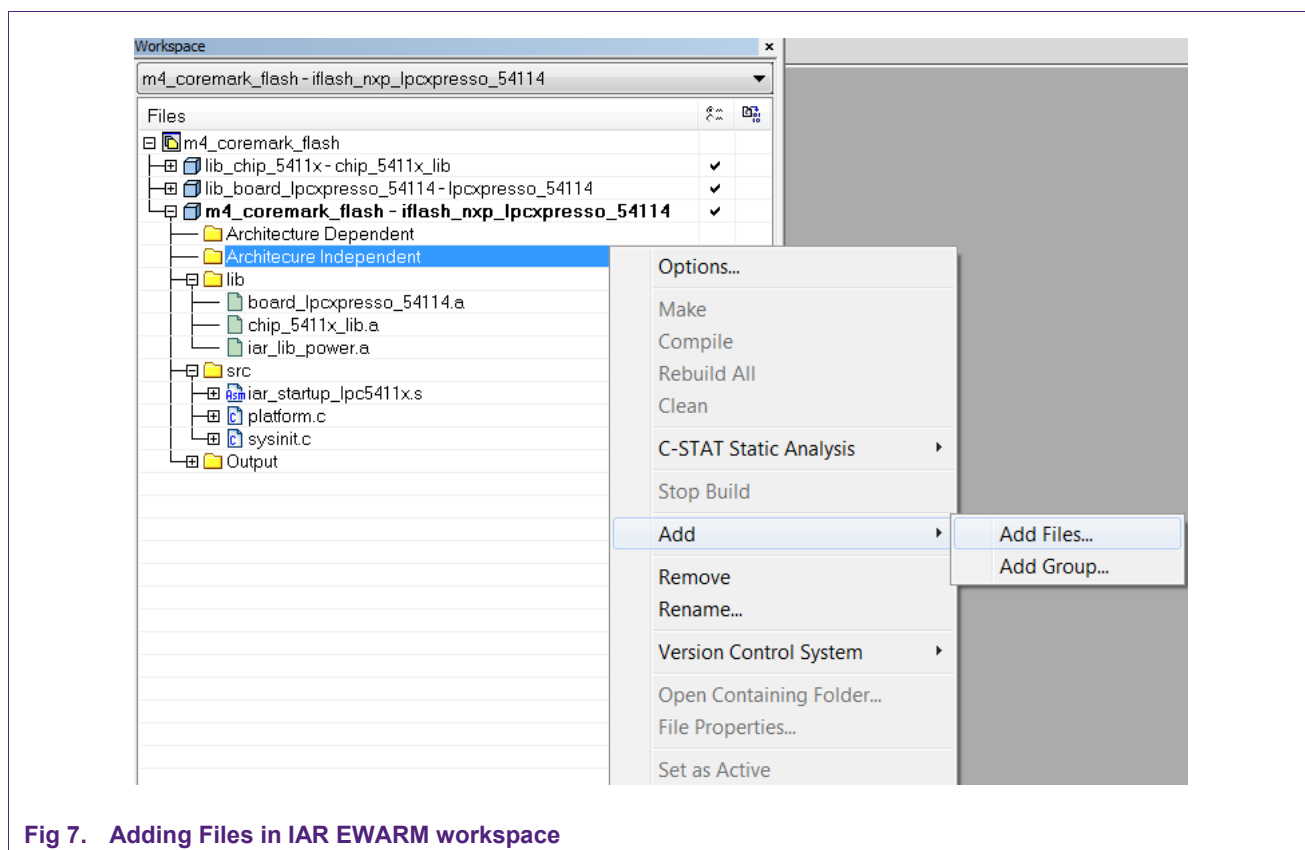 Workspace
x
m4_coremark_flash - iflash_nxp_lpcxpresso_54114
Files
m4_coremark_flash
lib_chip_5411x - chip_5411x_lib
lib_board_lpcxpresso_54114 - lpcxpresso_54114
m4_coremark_flash - iflash_nxp_lpcxpresso_54114
Architecture Dependent
Architecure Independent
lib
board_lpcxpresso_54114.a
chip_5411x_lib.a
iar_lib_power.a
src
iar_startup_lpc5411x.s
platform.c
sysinit.c
Output
Options...
Make
Compile
Rebuild All
Clean
C-STAT Static Analysis
Stop Build
Add
Remove
Rename...
Version Control System
Open Containing Folder...
File Properties...
Set as Active
Add Files...
Add Group...
Fig 7. Adding Files in IAR EWARM workspace